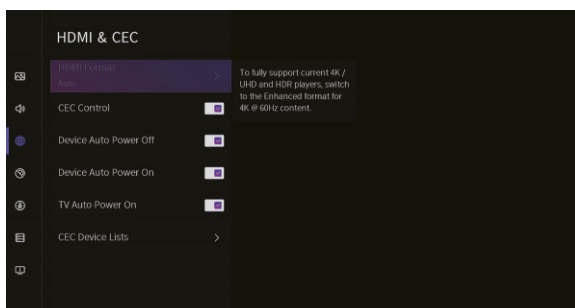 HDMI & CEC
HDMI Format
Auto
To fully support current 4K /
UHD and HDR players, switch
to the Enhanced format for
4K @ 60Hz content.
CEC Control
Device Auto Power Off
Device Auto Power On
TV Auto Power On
CEC Device Lists